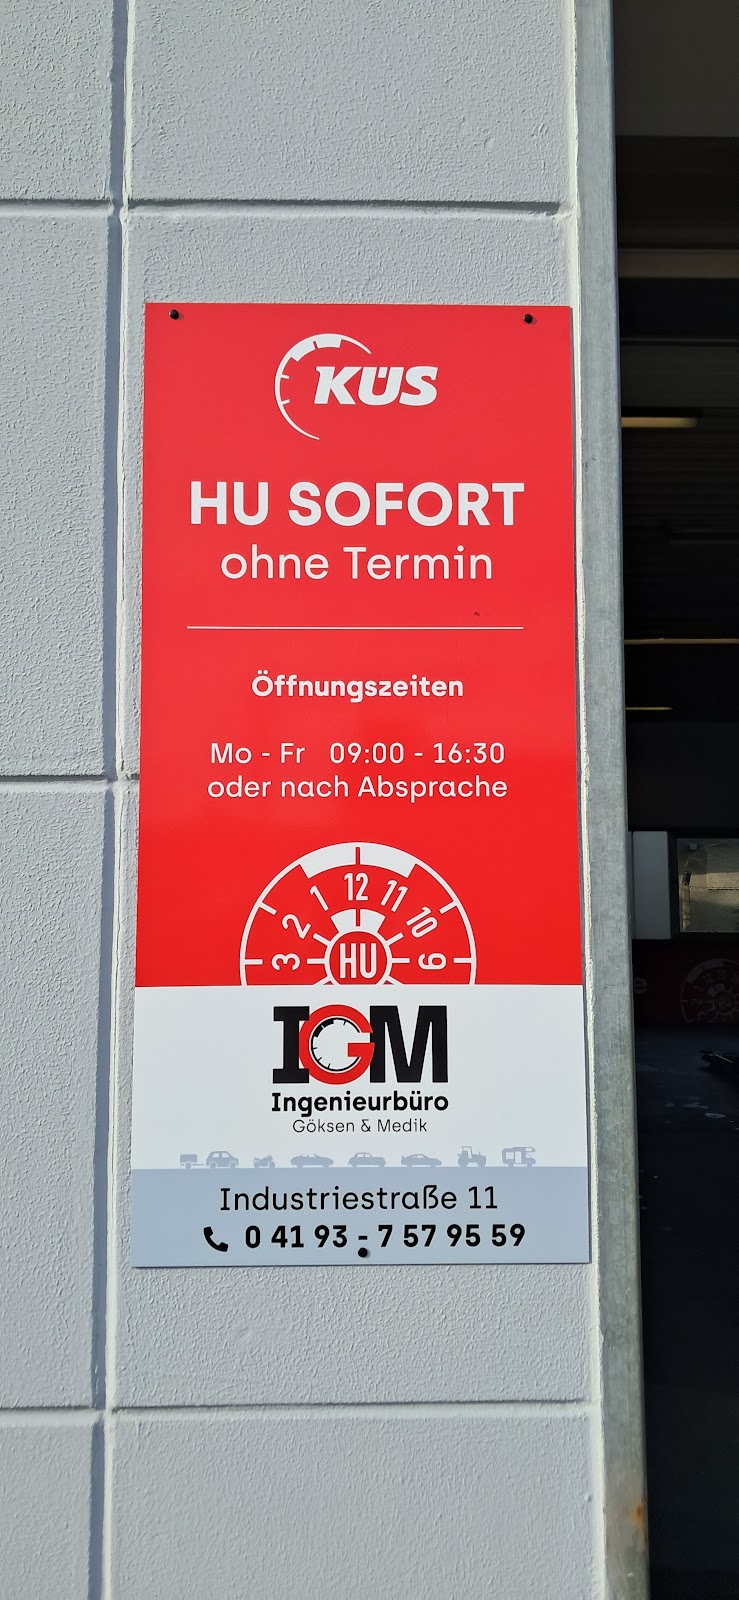 KÜS
HU SOFORT
ohne Termin
Öffnungszeiten
Mo - Fr 09:00 - 16:30
oder nach Absprache
3 2 1 12 11 10 9
HU
IGM
Ingenieurbüro
Göksen & Medik
Industriestraße 11
0 41 93 - 7 57 95 59